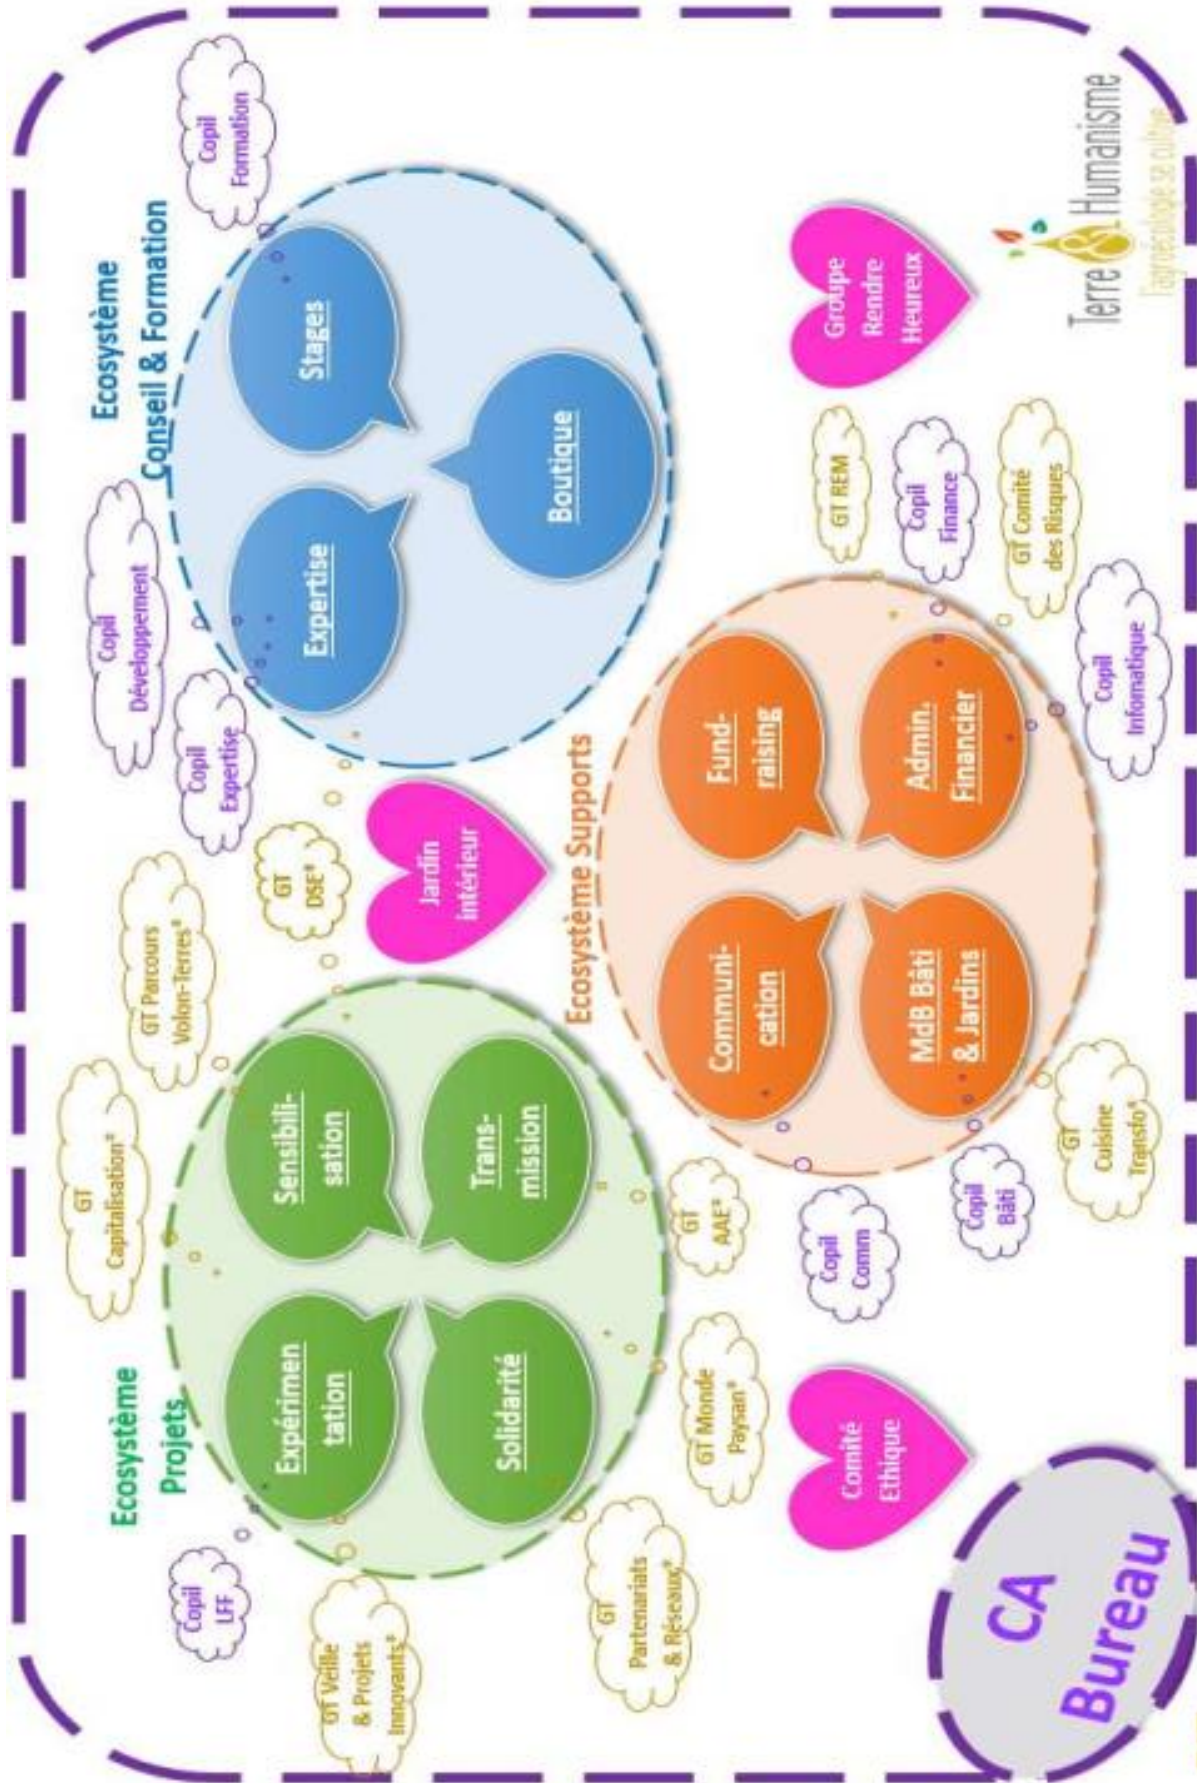 Ecosystème
Projets
Copil
LFF
GT Veille
& Projets
Innovants*
GT
Capitalisation*
GT Parcours
Volon-Terres*
Expérimen
tation
Sensibili-
sation
Solidarité
Trans-
mission
GT
DSE*
GT
Partenariats
& Réseaux*
GT Monde
Paysan*
GT
AAE*
Jardin
intérieur
Ecosystème
Conseil & Formation
Copil
Développement
Copil
Expertise
Copil
Formation
Expertise
Stages
Boutique
Ecosystème Supports
Communi-
cation
Fund-
raising
MdB Bâti
& Jardins
Admin.
Financier
Copil
Comm
Copil
Bâti
GT
Cuisine
Transfo*
GT REM
Copil
Finance
GT Comité
des Risques
Copil
Infomatique
Comité
Ethique
Groupe
Rendre
Heureux
CA
Bureau
Terre & Humanisme
l'agroécologie se cultive